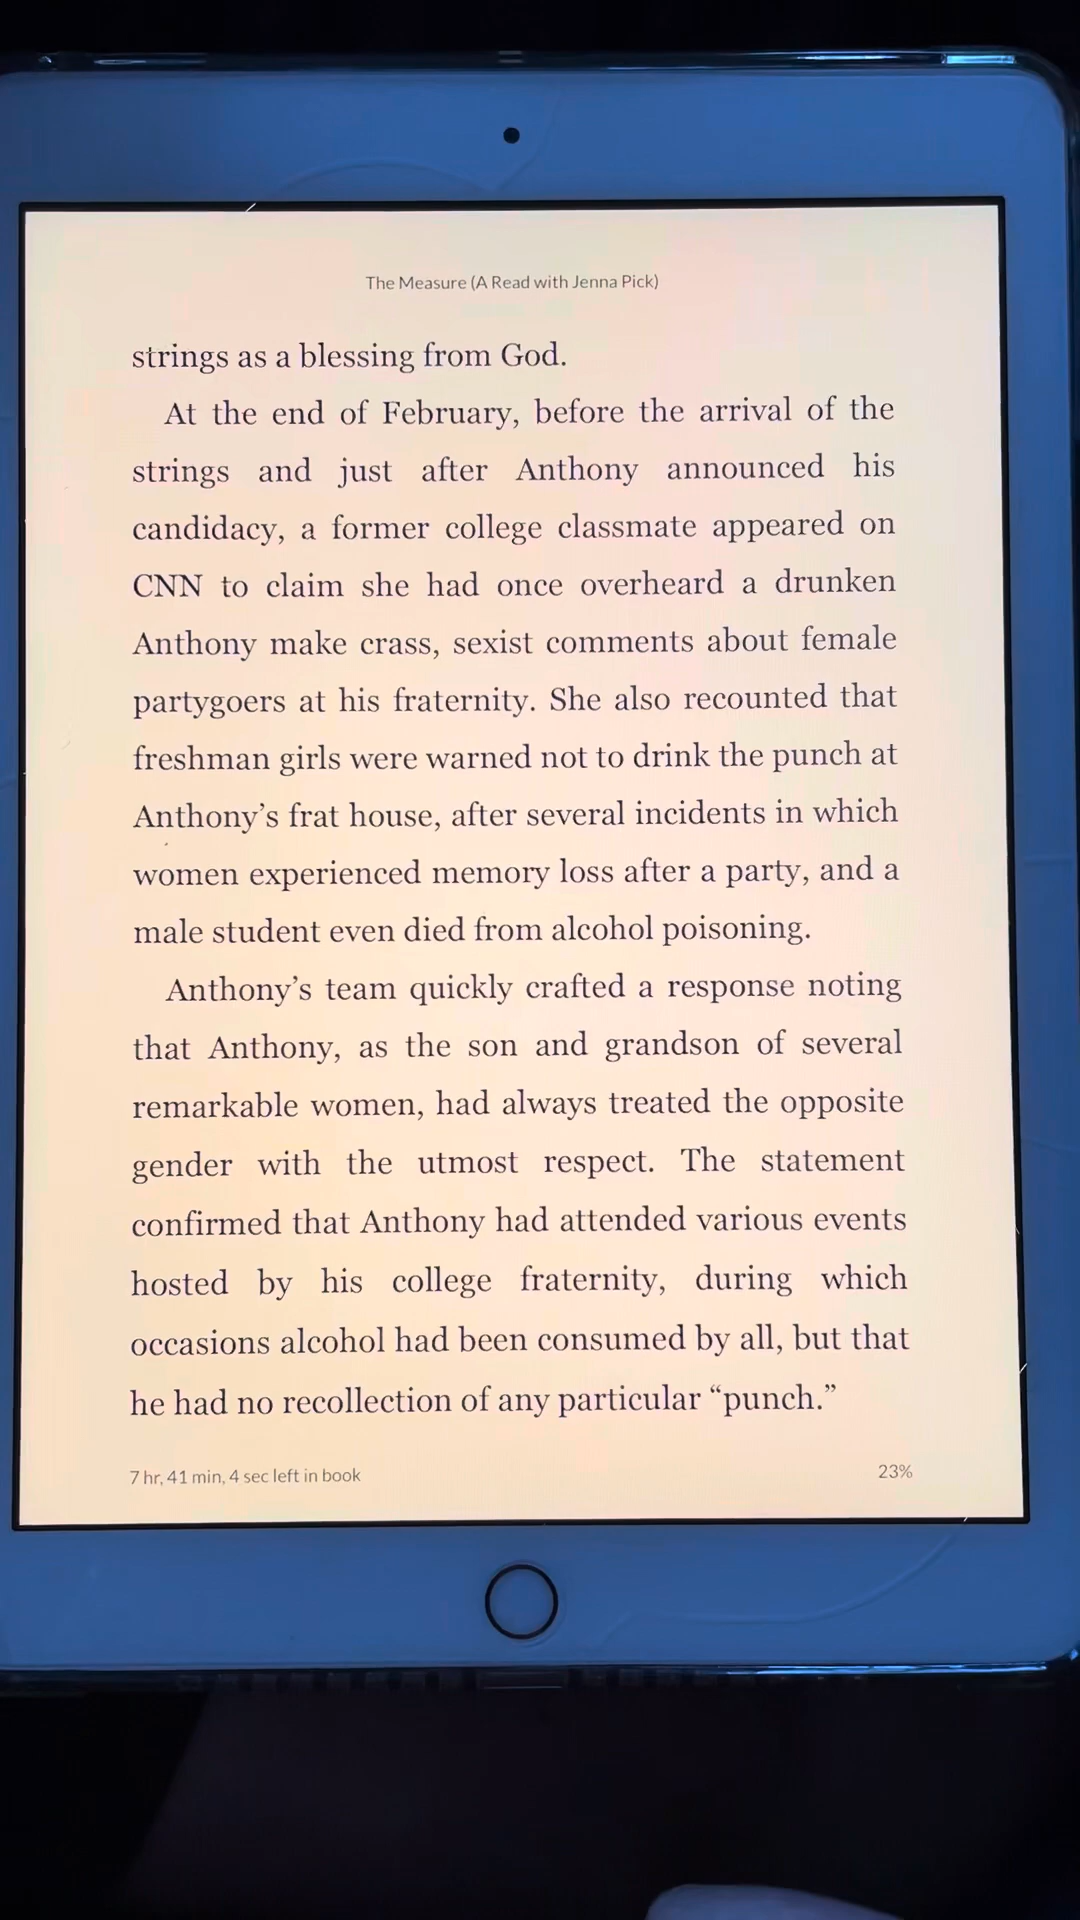 The Measure (A Read with Jenna Pick)
strings as a blessing from God.
At the end of February, before the arrival of the
strings and just after Anthony announced his
candidacy, a former college classmate appeared on
CNN to claim she had once overheard a drunken
Anthony make crass, sexist comments about female
partygoers at his fraternity. She also recounted that
freshman girls were warned not to drink the punch at
Anthony’s frat house, after several incidents in which
women experienced memory loss after a party, and a
male student even died from alcohol poisoning.
Anthony’s team quickly crafted a response noting
that Anthony, as the son and grandson of several
remarkable women, had always treated the opposite
gender with the utmost respect. The statement
confirmed that Anthony had attended various events
hosted by his college fraternity, during which
occasions alcohol had been consumed by all, but that
he had no recollection of any particular “punch.”
7 hr, 41 min, 4 sec left in book
23%